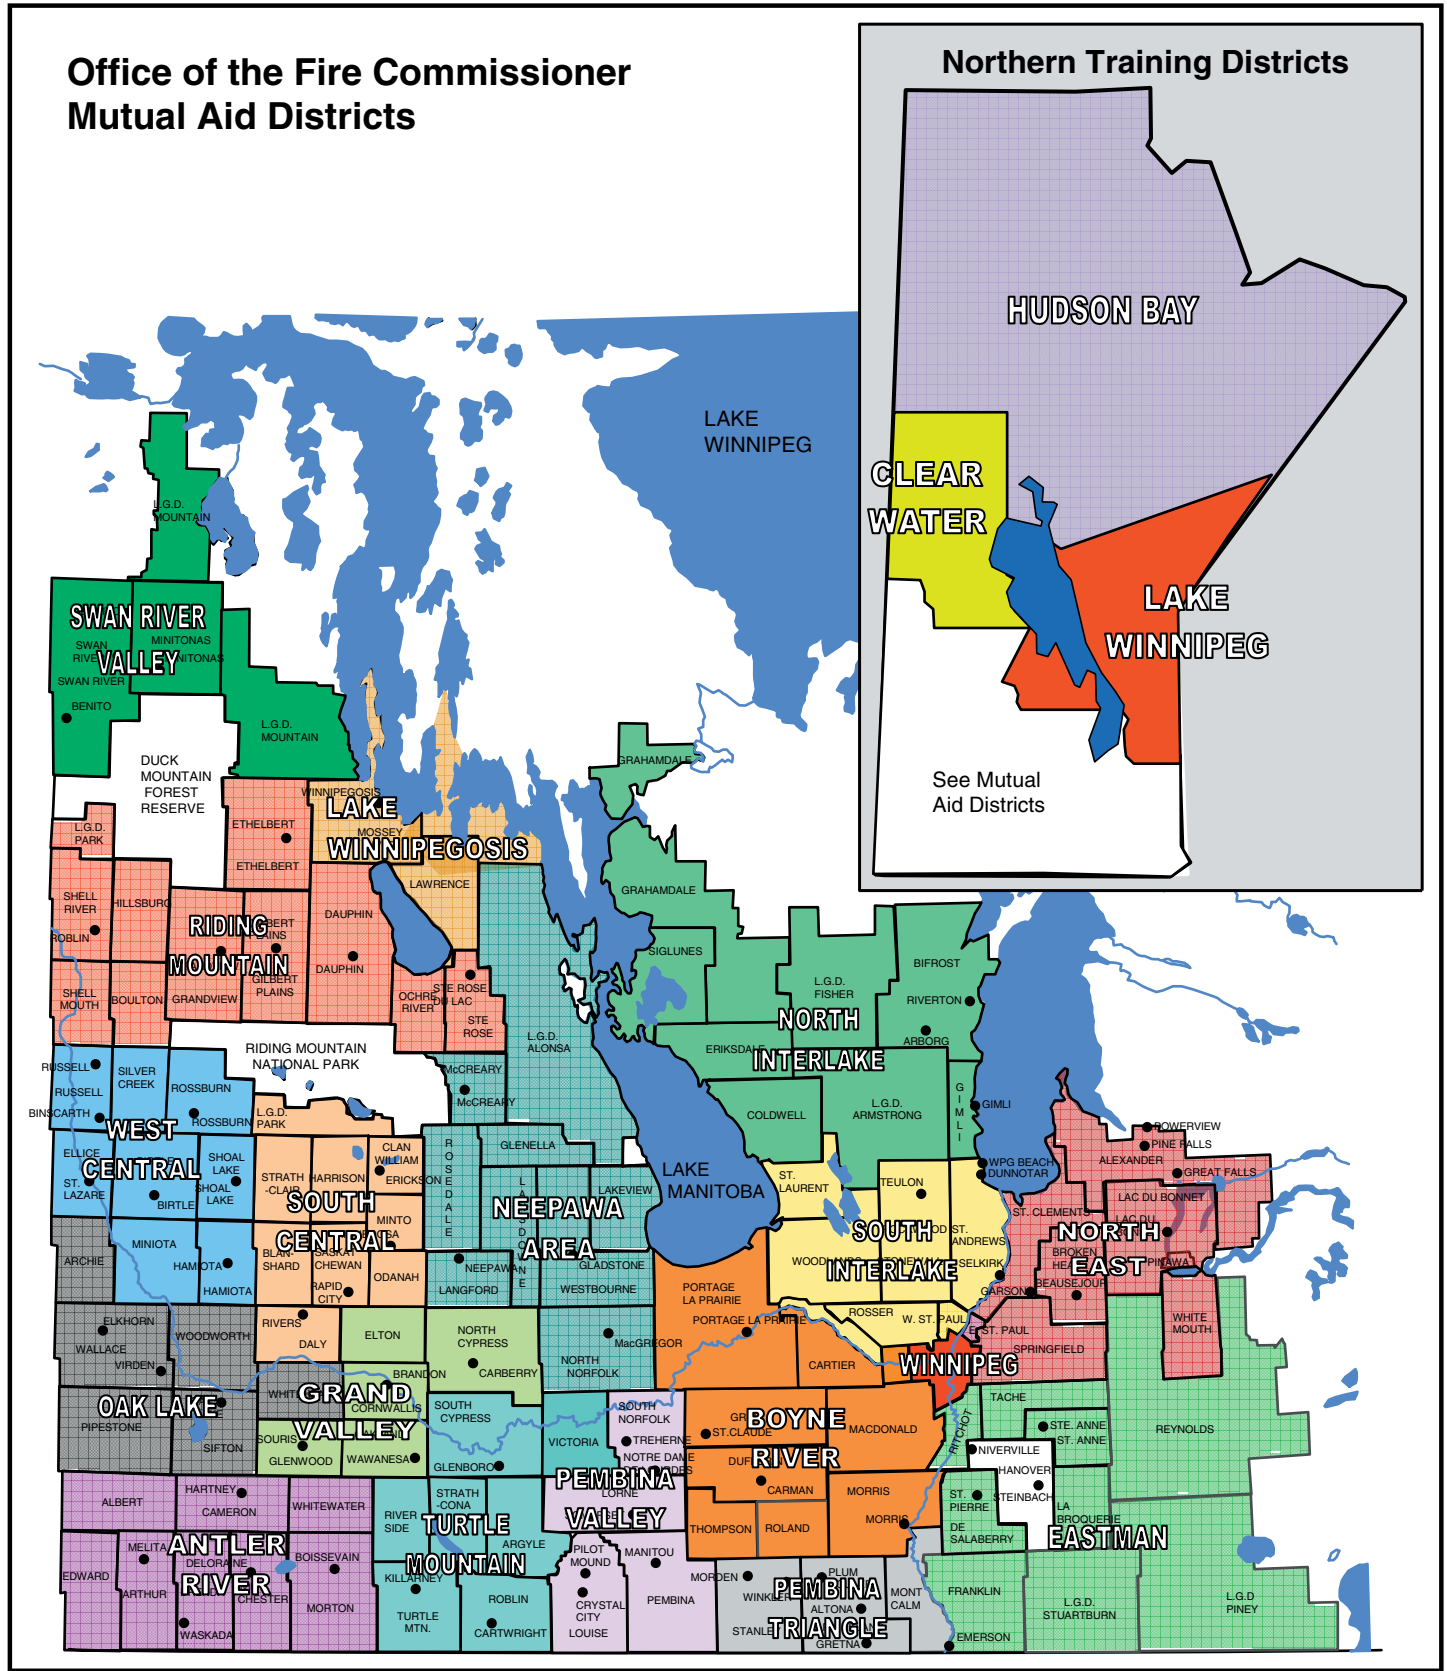 Office of the Fire Commissioner
Mutual Aid Districts
Northern Training Districts
HUDSON BAY
CLEAR
WATER
LAKE
WINNIPEG
See Mutual
Aid Districts
LAKE
WINNIPEG
L.G.D.
MOUNTAIN
SWAN RIVER
VALLEY
SWAN
MINITONAS
SWAN RIVER
BENITO
L.G.D.
MOUNTAIN
DUCK
MOUNTAIN
FOREST
RESERVE
GRAHAMDALE
WINNIPEGOSIS
LAKE
WINNIPEGOSIS
MOSSEY
LAWRENCE
ETHELBERT
ETHELBERT
L.G.D.
PARK
SHELL
RIVER
HILLSBURG
ROBLIN
RIDING
MOUNTAIN
GILBERT
PLAINS
GRANDVIEW
DAUPHIN
DAUPHIN
SHELL
MOUTH
BOULTON
OCHRE
RIVER
STE ROSE
DU LAC
STE
ROSE
GRAHAMDALE
SIGLUNES
L.G.D.
FISHER
BIFROST
RIVERTON
ARBORG
NORTH
INTERLAKE
ERIKSDALE
COLDWELL
L.G.D.
ARMSTRONG
GIMLI
GIMLI
L.G.D.
ALONSA
RIDING MOUNTAIN
NATIONAL PARK
McCREARY
McCREARY
RUSSELL
RUSSELL
BINSCARTH
SILVER
CREEK
ROSSBURN
ROSSBURN
WEST
CENTRAL
ELLICE
ST.
LAZARE
BIRTLE
SHOAL
LAKE
SHOAL
LAKE
MINIOTA
HAMIOTA
HAMIOTA
ARCHIE
L.G.D.
PARK
CLAN
WILLIAM
ERICKSON
STRATH
-CLAIR
HARRISON
SOUTH
CENTRAL
MINTO
BLAN-
SHARD
SASKAT
CHEWAN
RAPID
CITY
ODANAH
RIVERS
DALY
ROSEDALE
GLENELLA
LANSDOWNE
LAKEVIEW
NEEPAWA
AREA
NEEPAWA
LANGFORD
GLADSTONE
WESTBOURNE
MacGREGOR
NORTH
NORFOLK
LAKE
MANITOBA
ST.
LAURENT
TEULON
SOUTH
INTERLAKE
ST.
ANDREWS
SELKIRK
ROSSER
W. ST. PAUL
WPG BEACH
DUNNOTAR
POWERVIEW
PINE FALLS
ALEXANDER
GREAT FALLS
LAC DU BONNET
ST. CLEMENTS
NORTH
EAST
BROKEN
BEAUSEJOUR
GARSON
PINAWA
WHITE
MOUTH
E. ST. PAUL
SPRINGFIELD
WINNIPEG
PORTAGE
LA PRAIRIE
PORTAGE LA PRAIRIE
CARTIER
ELKHORN
WALLACE
VIRDEN
WOODWORTH
OAK LAKE
PIPESTONE
SIFTON
ELTON
NORTH
CYPRESS
CARBERRY
BRANDON
CORNWALLIS
GRAND
VALLEY
SOURIS
GLENWOOD
WAWANESA
SOUTH
CYPRESS
GLENBORO
VICTORIA
SOUTH
NORFOLK
TREHERNE
NOTRE DAME
PEMBINA
VALLEY
LORNE
BOYNE
RIVER
ST.CLAUDE
MACDONALD
CARMAN
MORRIS
MORRIS
THOMPSON
ROLAND
TACHE
RITCHOT
STE. ANNE
ST. ANNE
NIVERVILLE
HANOVER
STEINBACH
ST.
PIERRE
DE
SALABERRY
LA
BROQUERIE
REYNOLDS
EASTMAN
FRANKLIN
L.G.D.
STUARTBURN
L.G.D
PINEY
EMERSON
ALBERT
HARTNEY
CAMERON
WHITEWATER
ANTLER
RIVER
MELITA
DELORAINE
BOISSEVAIN
EDWARD
ARTHUR
CHESTER
MORTON
WASKADA
RIVER
SIDE
STRATH
-CONA
TURTLE
MOUNTAIN
ARGYLE
KILLARNEY
TURTLE
MTN.
ROBLIN
CARTWRIGHT
PILOT
MOUND
CRYSTAL
CITY
LOUISE
MANITOU
PEMBINA
MORDEN
WINKLER
PLUM
PEMBINA
TRIANGLE
ALTONA
GRETNA
MONT
CALM